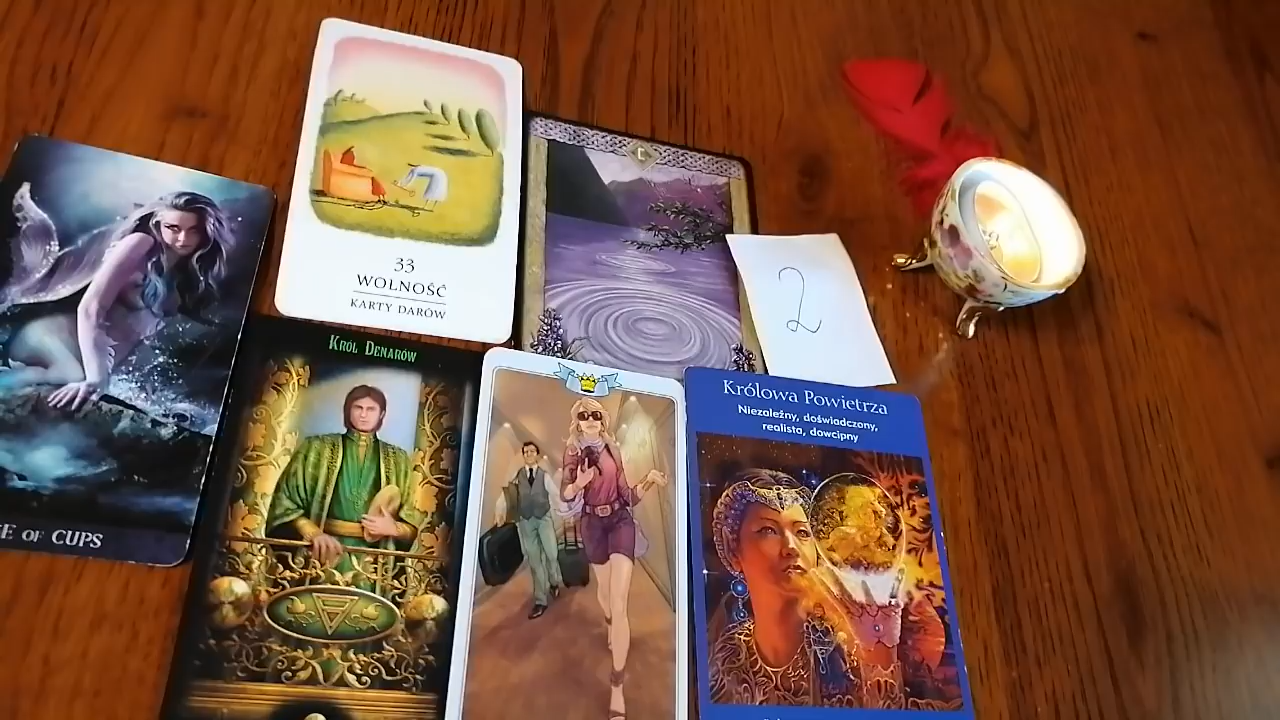 33
WOLNOŚĆ
KARTY DARÓW
2
OF CUPS
KRÓL DENARÓW
Królowa Powietrza
Niezależny, doświadczony,
realista, dowcipny